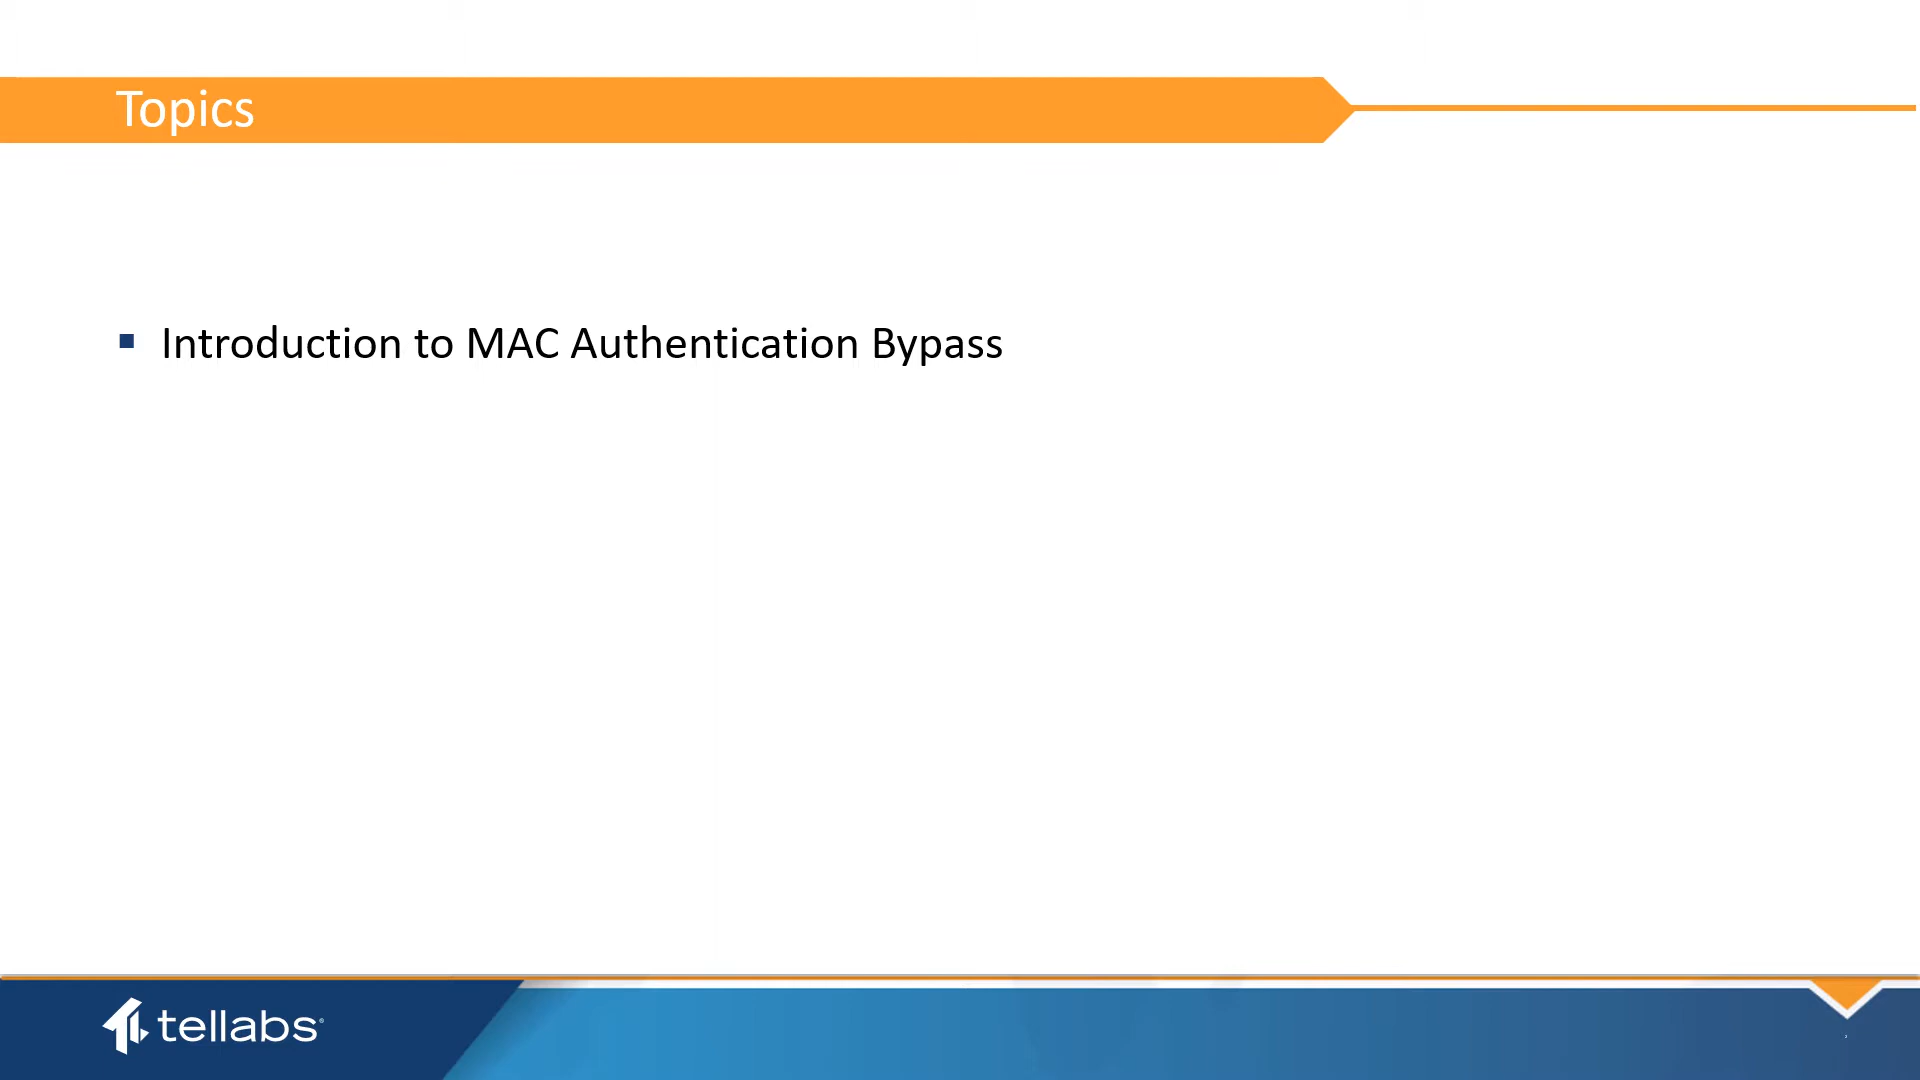 Topics
Introduction to MAC Authentication Bypass
tellabs